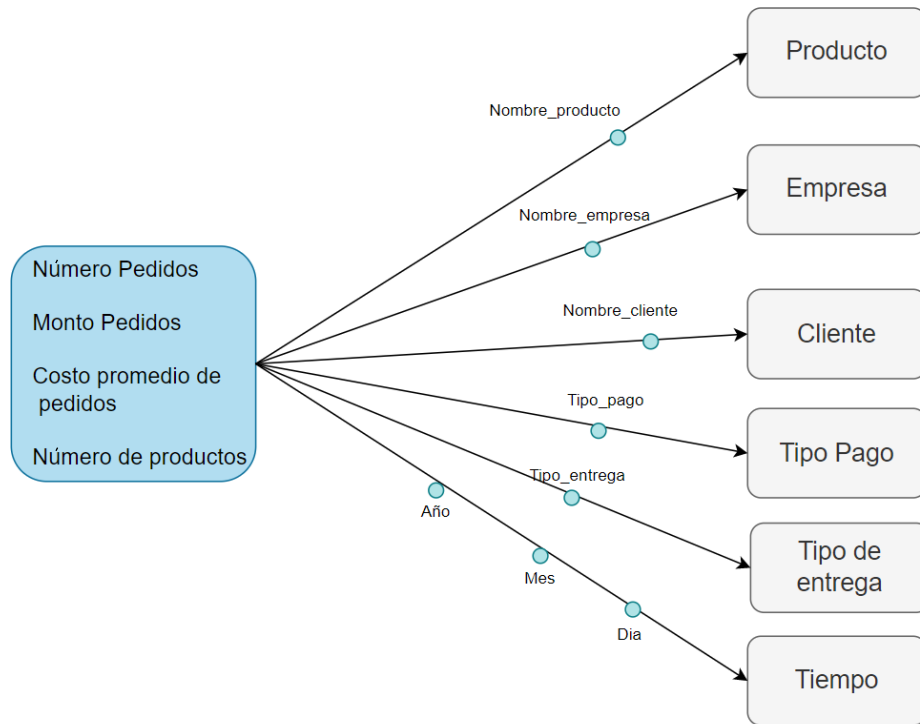 Producto
Nombre_producto
Empresa
Nombre_empresa
Número Pedidos
Monto Pedidos
Costo promedio de
pedidos
Número de productos
Nombre_cliente
Cliente
Tipo_pago
Tipo Pago
Tipo_entrega
Tipo de
entrega
Año
Mes
Dia
Tiempo